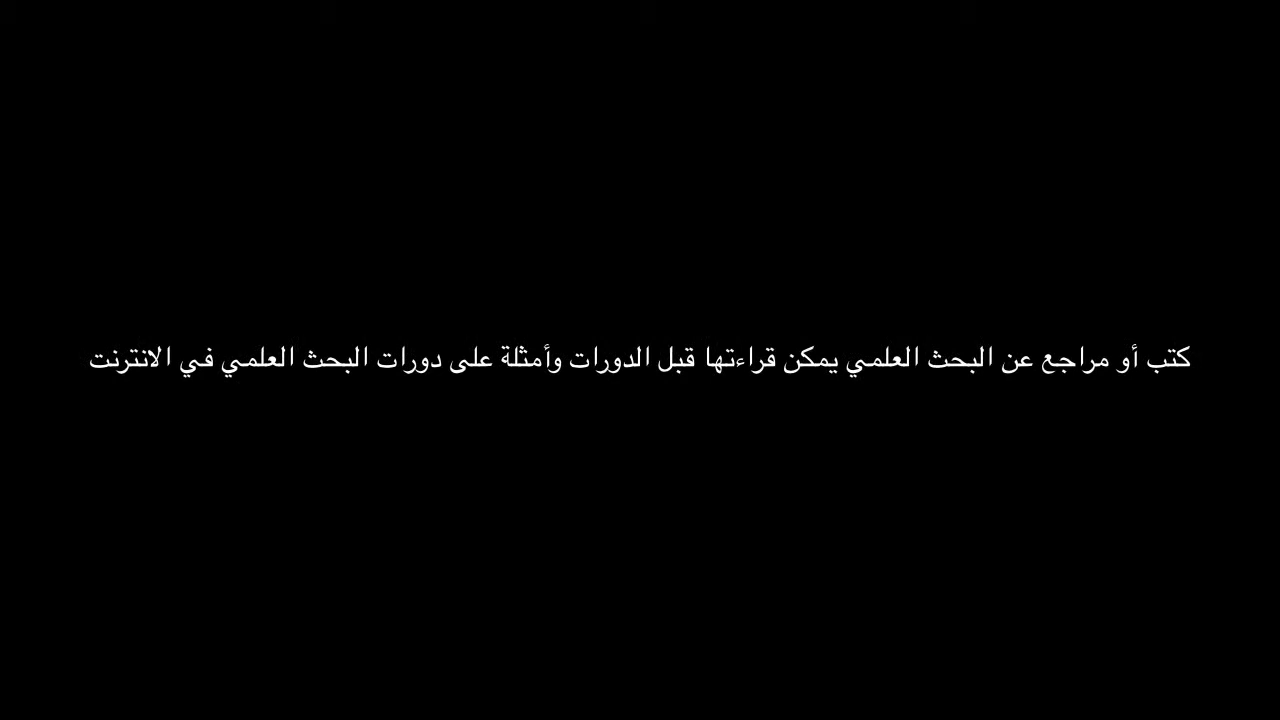 كتب أو مراجع عن البحث العلمي يمكن قراءتها قبل الدورات وأمثلة على دورات البحث العلمي في الانترنت